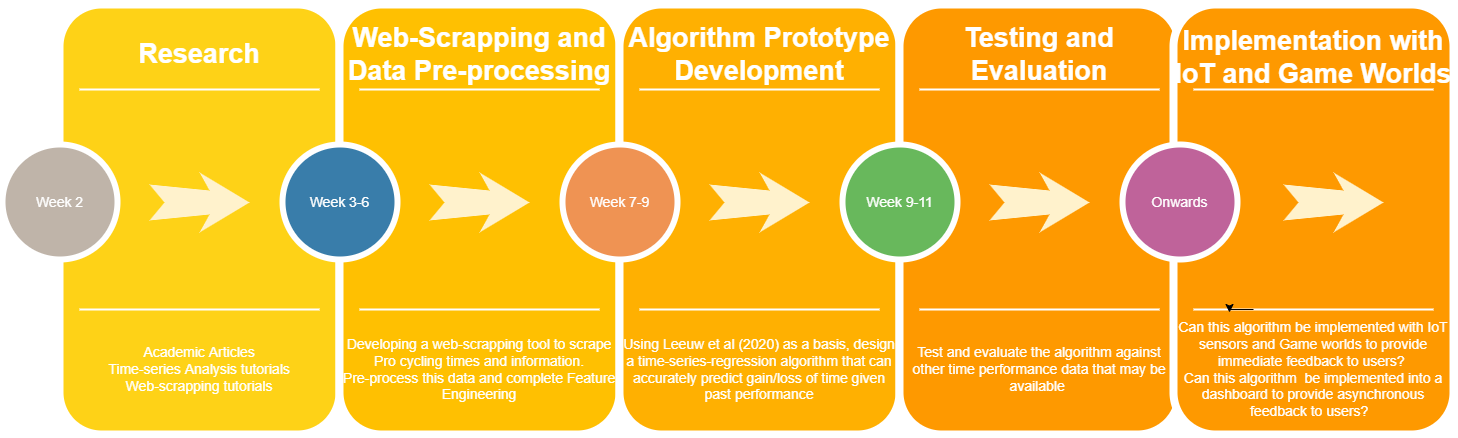 Research
Web-Scrapping and
Data Pre-processing
Algorithm Prototype
Development
Testing and
Evaluation
Implementation with
IoT and Game Worlds
Week 2
Week 3-6
Week 7-9
Week 9-11
Onwards
Academic Articles
Time-series Analysis tutorials
Web-scrapping tutorials
Developing a web-scrapping tool to scrape
Pro cycling times and information.
Pre-process this data and complete Feature
Engineering
Using Leeuw et al (2020) as a basis, design
a time-series-regression algorithm that can
accurately predict gain/loss of time given
past performance
Test and evaluate the algorithm against
other time performance data that may be
available
Can this algorithm be implemented with IoT
sensors and Game worlds to provide
immediate feedback to users?
Can this algorithm  be implemented into a
dashboard to provide asynchronous
feedback to users?